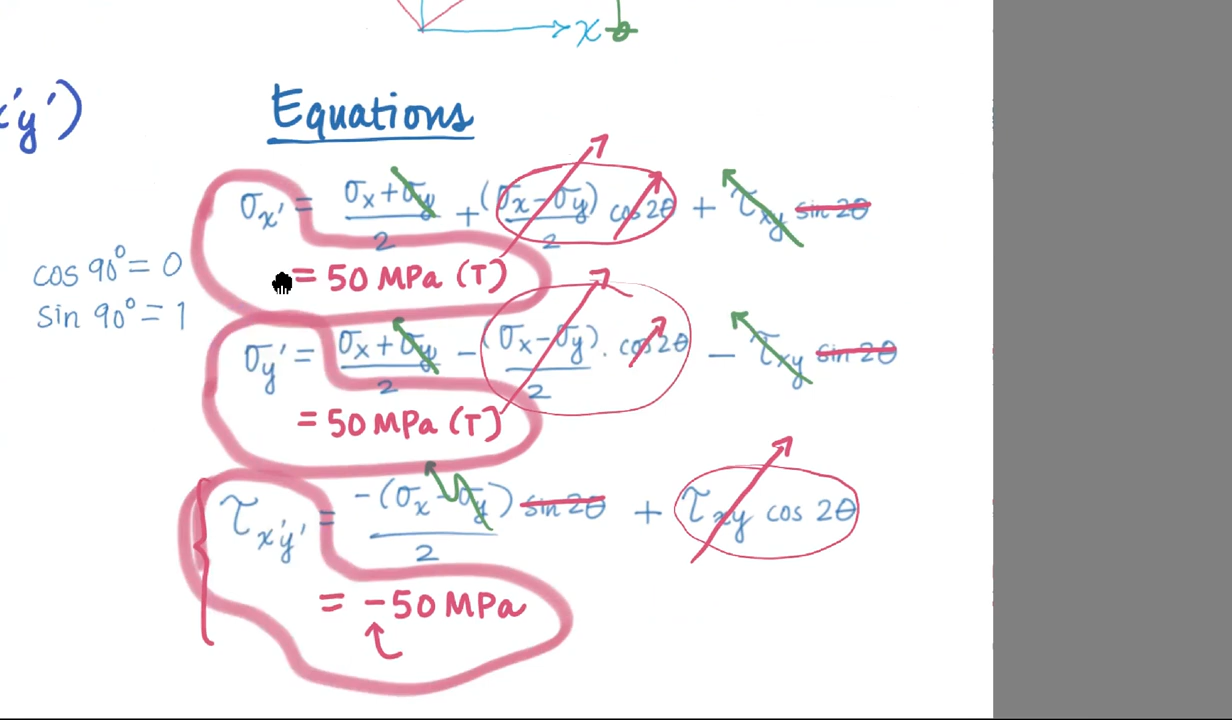 x θ
'y')
Equations
σx' = σx + σy / 2 + (σx - σy) / 2 cos 2θ + τxy sin 2θ
cos 90° = 0
= 50 MPa (T)
sin 90° = 1
σy' = σx + σy / 2 - (σx - σy) / 2 . cos 2θ - τxy sin 2θ
= 50 MPa (T)
τx'y' = -(σx - σy) / 2 sin 2θ + τxy cos 2θ
= -50 MPa